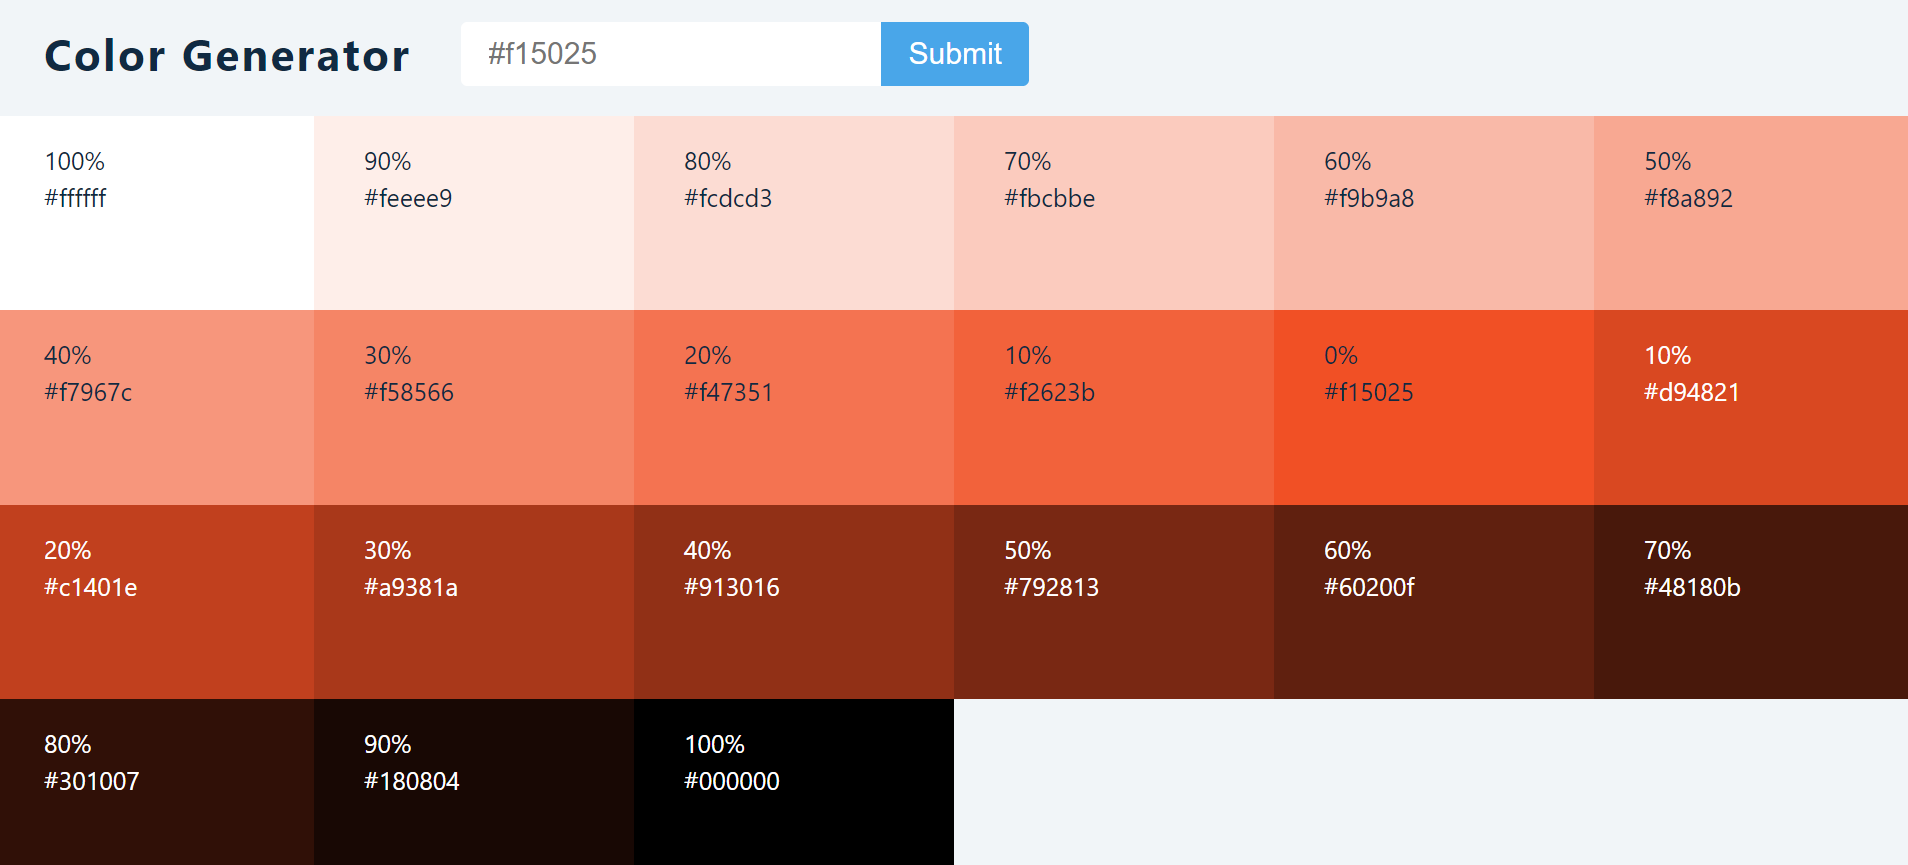 Color Generator
#f15025
Submit
100%
#ffffff
90%
#feeee9
80%
#fcdcd3
70%
#fbcbbe
60%
#f9b9a8
50%
#f8a892
40%
#f7967c
30%
#f58566
20%
#f47351
10%
#f2623b
0%
#f15025
10%
#d94821
20%
#c1401e
30%
#a9381a
40%
#913016
50%
#792813
60%
#60200f
70%
#48180b
80%
#301007
90%
#180804
100%
#000000